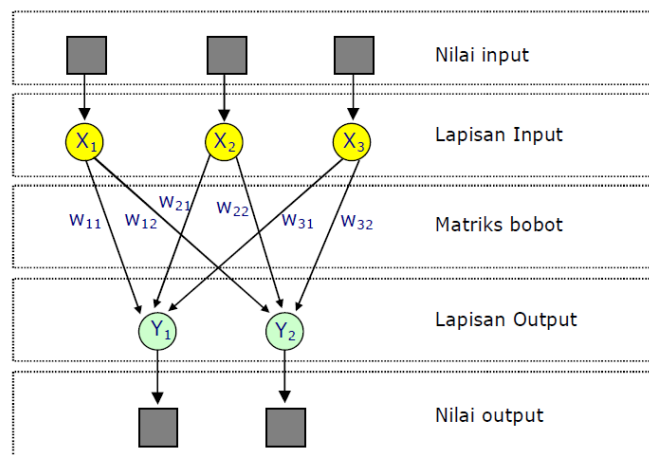 Nilai input
X1 X2 X3 Lapisan Input
W11 W12 W21 W22 W31 W32 Matriks bobot
Y1 Y2 Lapisan Output
Nilai output